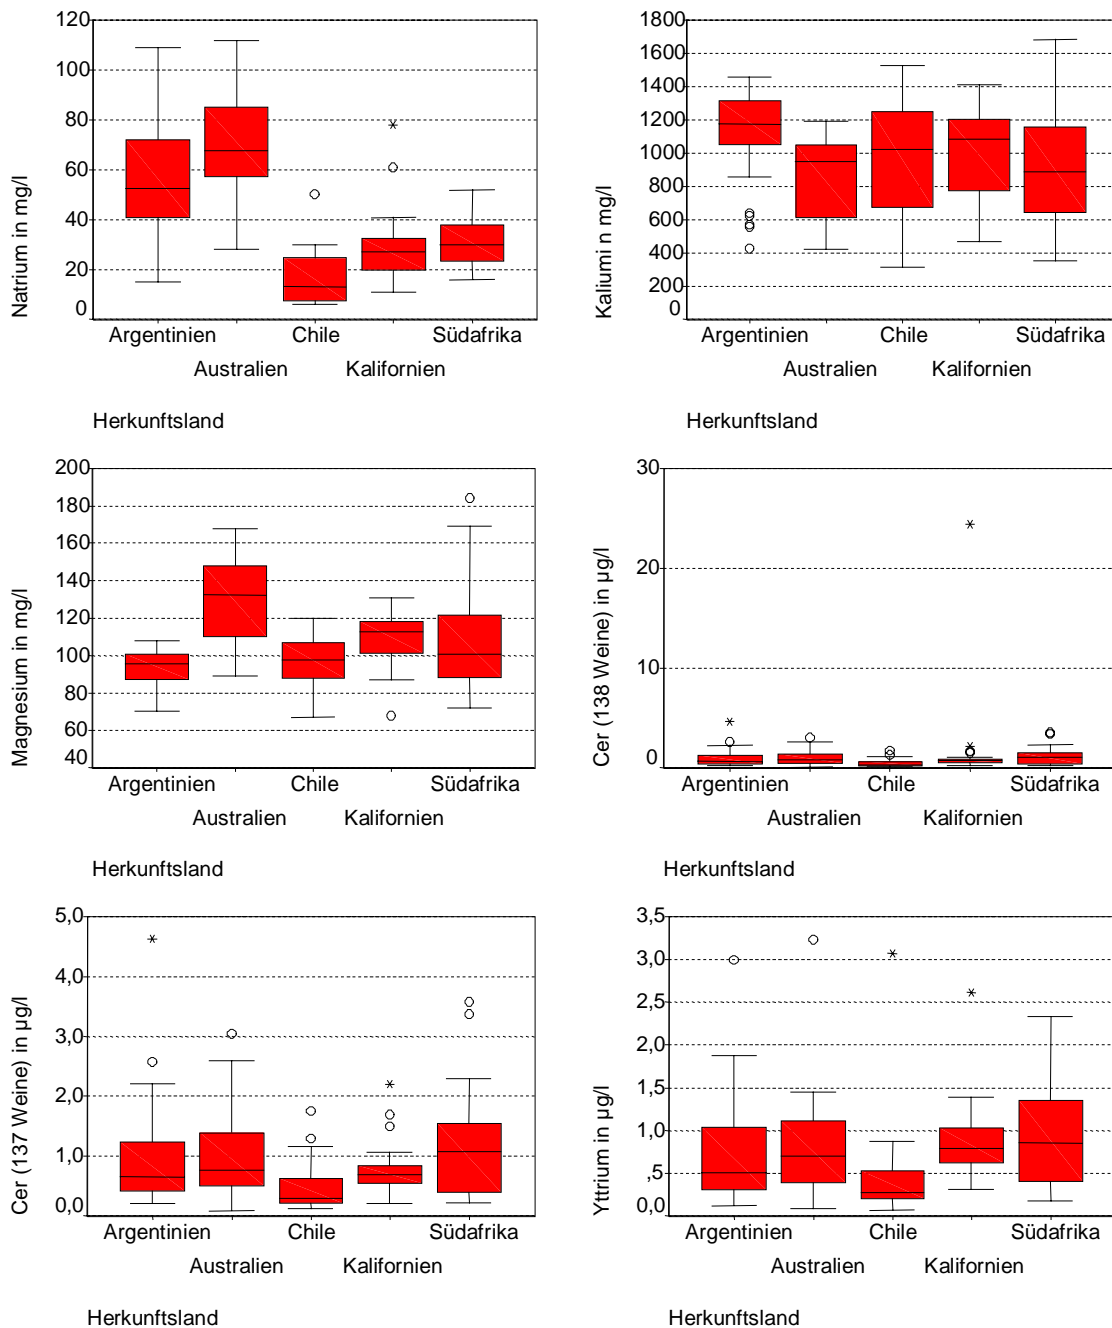 Natrium in mg/l
120
100
80
60
40
20
0
Argentinien Chile Südafrika
Australien Kalifornien
Herkunftsland
Kaliumi n mg/l
1800
1600
1400
1200
1000
800
600
400
200
0
Argentinien Chile Südafrika
Australien Kalifornien
Herkunftsland
Magnesium in mg/l
200
180
160
140
120
100
80
60
40
Argentinien Chile Südafrika
Australien Kalifornien
Herkunftsland
Cer (138 Weine) in µg/l
30
20
10
0
Argentinien Chile Südafrika
Australien Kalifornien
Herkunftsland
Cer (137 Weine) in µg/l
5,0
4,0
3,0
2,0
1,0
0,0
Argentinien Chile Südafrika
Australien Kalifornien
Herkunftsland
Yttrium in µg/l
3,5
3,0
2,5
2,0
1,5
1,0
,5
0,0
Argentinien Chile Südafrika
Australien Kalifornien
Herkunftsland